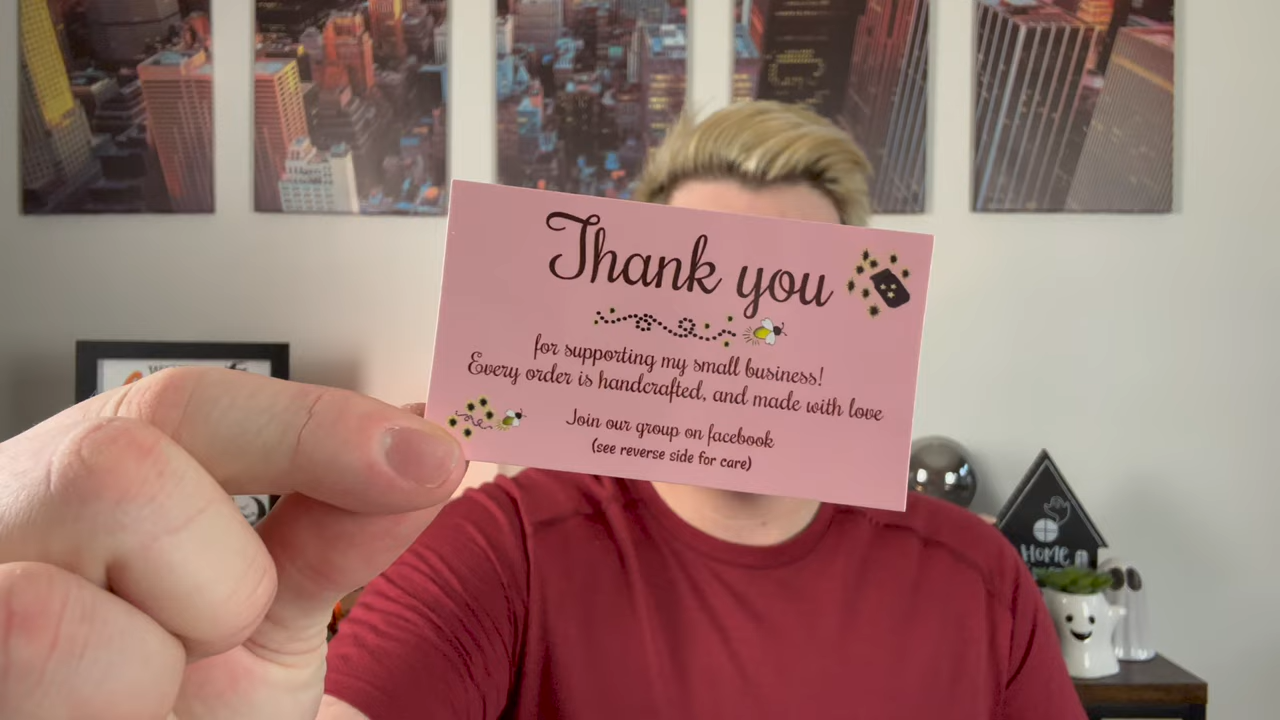 Thank you
for supporting my small business!
Every order is handcrafted, and made with love
Join our group on facebook
(see reverse side for care)
HOME